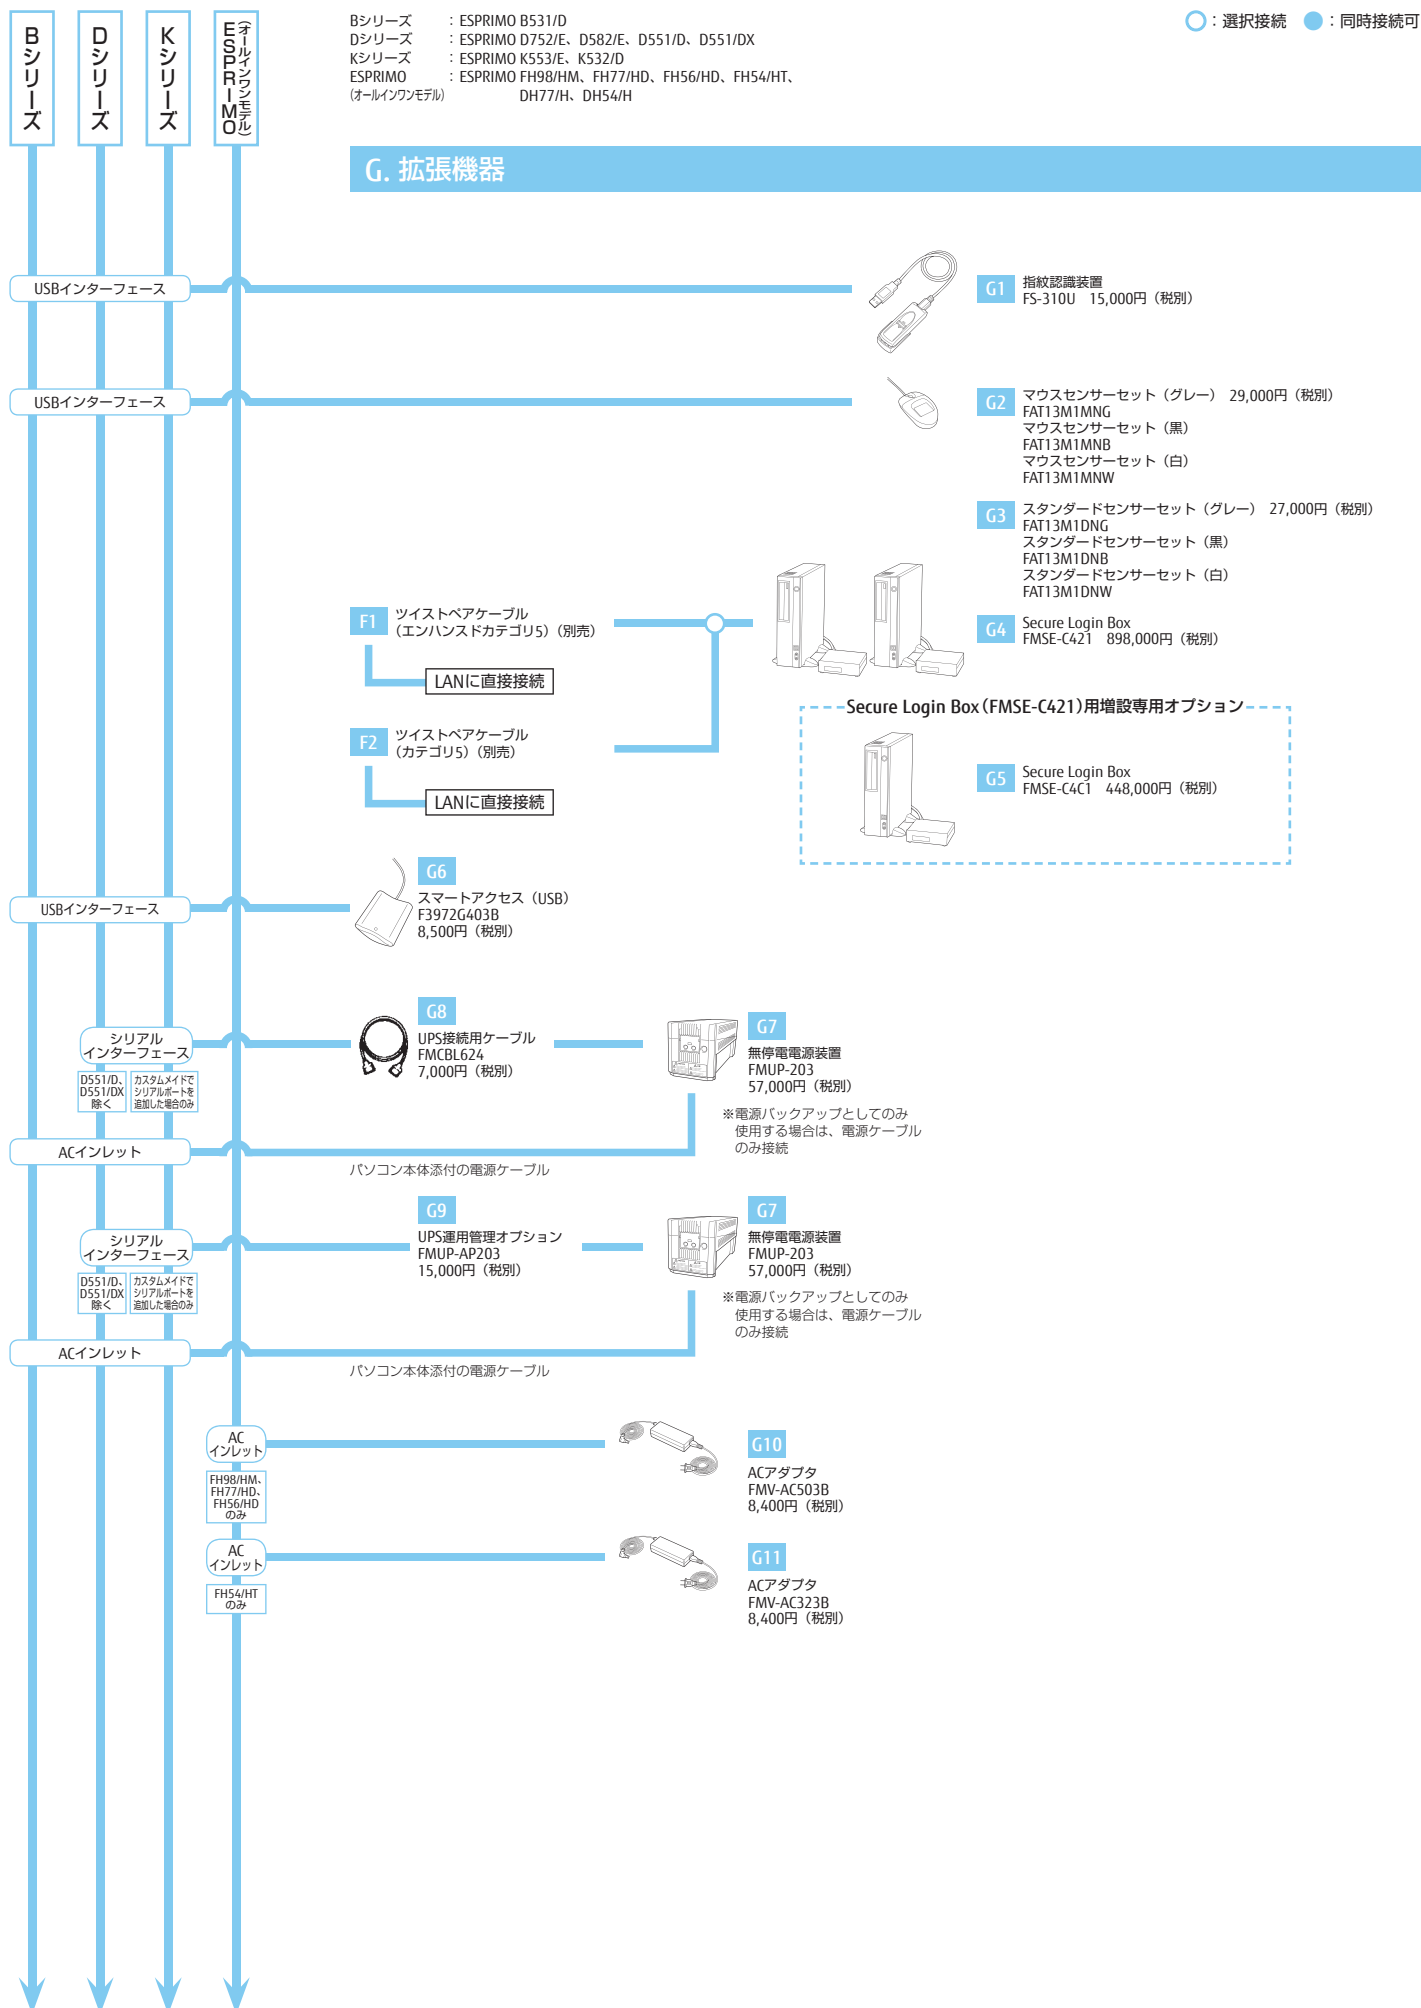 Bシリーズ
Dシリーズ
Kシリーズ
ESPRIMO
(オールインワンモデル)
Bシリーズ : ESPRIMO B531/D
Dシリーズ : ESPRIMO D752/E、D582/E、D551/D、D551/DX
Kシリーズ : ESPRIMO K553/E、K532/D
ESPRIMO : ESPRIMO FH98/HM、FH77/HD、FH56/HD、FH54/HT、
(オールインワンモデル) DH77/H、DH54/H
:選択接続 :同時接続可
G. 拡張機器
USBインターフェース
G1 指紋認識装置
FS-310U 15,000円(税別)
USBインターフェース
G2 マウスセンサーセット(グレー) 29,000円(税別)
FAT13M1MNG
マウスセンサーセット(黒)
FAT13M1MNB
マウスセンサーセット(白)
FAT13M1MNW
G3 スタンダードセンサーセット(グレー) 27,000円(税別)
FAT13M1DNG
スタンダードセンサーセット(黒)
FAT13M1DNB
スタンダードセンサーセット(白)
FAT13M1DNW
F1 ツイストペアケーブル
(エンハンスドカテゴリ5)(別売)
LANに直接接続
G4 Secure Login Box
FMSE-C421 898,000円(税別)
F2 ツイストペアケーブル
(カテゴリ5)(別売)
LANに直接接続
Secure Login Box(FMSE-C421)用増設専用オプション
G5 Secure Login Box
FMSE-C4C1 448,000円(税別)
USBインターフェース
G6
スマートアクセス(USB)
F3972G403B
8,500円(税別)
シリアル
インターフェース
D551/D、
D551/DX
除く
カスタムメイドで
シリアルポートを
追加した場合のみ
G8
UPS接続用ケーブル
FMCBL624
7,000円(税別)
G7
無停電電源装置
FMUP-203
57,000円(税別)
※電源バックアップとしてのみ
使用する場合は、電源ケーブル
のみ接続
ACインレット
パソコン本体添付の電源ケーブル
シリアル
インターフェース
D551/D、
D551/DX
除く
カスタムメイドで
シリアルポートを
追加した場合のみ
G9
UPS運用管理オプション
FMUP-AP203
15,000円(税別)
G7
無停電電源装置
FMUP-203
57,000円(税別)
※電源バックアップとしてのみ
使用する場合は、電源ケーブル
のみ接続
ACインレット
パソコン本体添付の電源ケーブル
AC
インレット
FH98/HM、
FH77/HD、
FH56/HD
のみ
G10
ACアダプタ
FMV-AC503B
8,400円(税別)
AC
インレット
FH54/HT
のみ
G11
ACアダプタ
FMV-AC323B
8,400円(税別)